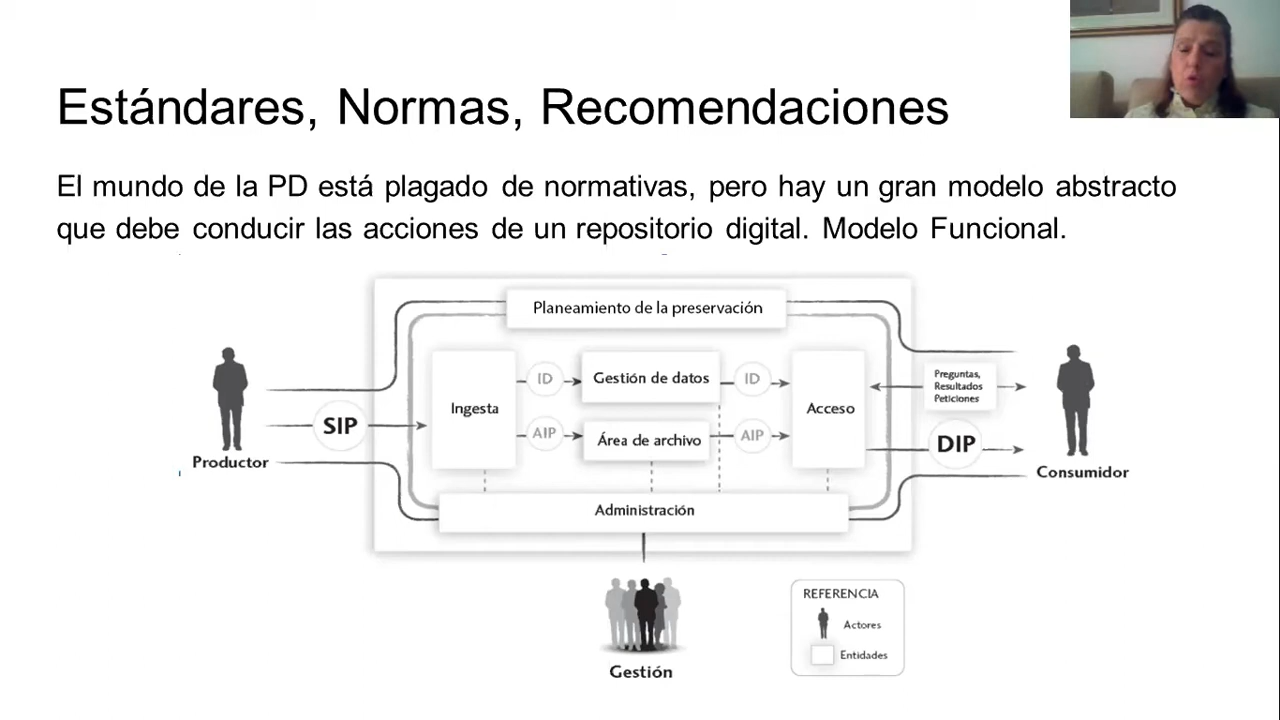 Estándares, Normas, Recomendaciones
El mundo de la PD está plagado de normativas, pero hay un gran modelo abstracto
que debe conducir las acciones de un repositorio digital. Modelo Funcional.
Planeamiento de la preservación
ID
Gestión de datos
ID
Preguntas,
Resultados
Peticiones
Ingesta
Acceso
SIP
AIP
Área de archivo
AIP
DIP
Productor
Consumidor
Administración
REFERENCIA
Actores
Entidades
Gestión